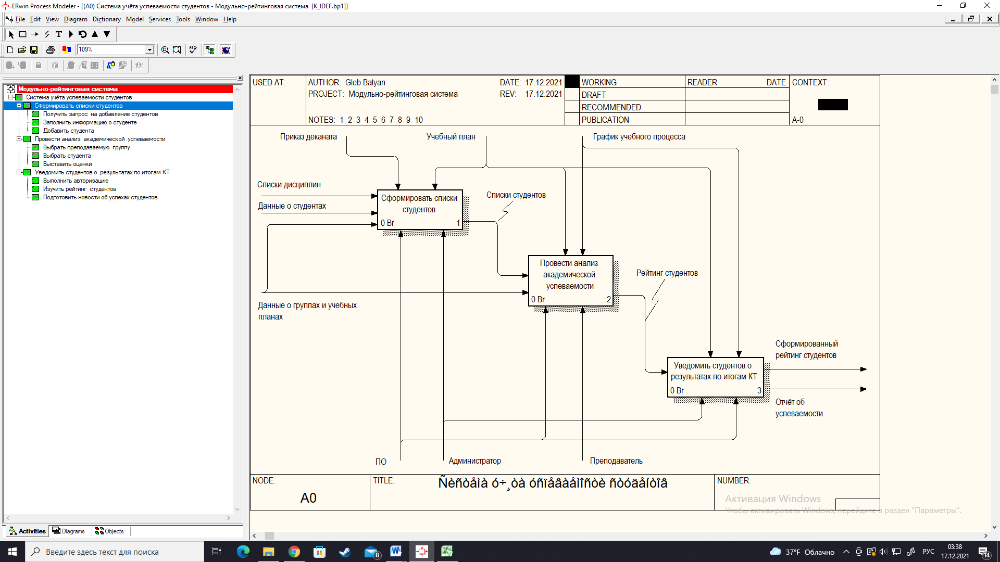 ERwin Process Modeler - [(A0) Система учёта успеваемости студентов - Модульно-рейтинговая система [K_IDEF.bp1]]
File Edit View Diagram Dictionary Model Services Tools Window Help
109%
Модульно-рейтинговая система
Система учёта успеваемости студентов
Сформировать списки студентов
Получить запрос на добавление студентов
Заполнить информацию о студенте
Добавить студента
Провести анализ академической успеваемости
Выбрать преподаваемую группу
Выбрать студента
Выставить оценки
Уведомить студентов о результатах по итогам КТ
Выполнить авторизацию
Изучить рейтинг студентов
Подготовить новости об успехах студентов
Activities Diagrams Objects
USED AT:
AUTHOR: Gleb Batyan
DATE: 17.12.2021
PROJECT: Модульно-рейтинговая система
REV: 17.12.2021
NOTES: 1 2 3 4 5 6 7 8 9 10
WORKING
DRAFT
RECOMMENDED
PUBLICATION
READER DATE
CONTEXT:
A-0
Приказ деканата
Учебный план
График учебного процесса
Списки дисциплин
Данные о студентах
Сформировать списки
студентов
0 Br 1
Списки студентов
Провести анализ
академической
успеваемости
0 Br 2
Рейтинг студентов
Данные о группах и учебных
планах
Сформированный
рейтинг студентов
Уведомить студентов о
результатах по итогам КТ
0 Br 3
Отчёт об
успеваемости
ПО
Администратор
Преподаватель
NODE:
A0
TITLE:
Ñèñòåìà ó÷¸òà óñïåâàåìîñòè ñòóäåíòîâ
NUMBER:
Активация Windows
Чтобы активировать Windows, перейдите в раздел "Параметры".
Введите здесь текст для поиска
8
37°F Облачно
РУС
03:38
17.12.2021
14